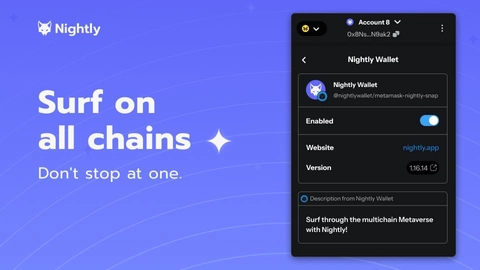 Nightly
Surf on
all chains
Don't stop at one.
Account 8
0x8Ns...N9ak2
Nightly Wallet
Nightly Wallet
@nightlywallet/metamask-nightly-snap
Enabled
Website nightly.app
Version 1.16.14
Description from Nightly Wallet
Surf through the multichain Metaverse
with Nightly!